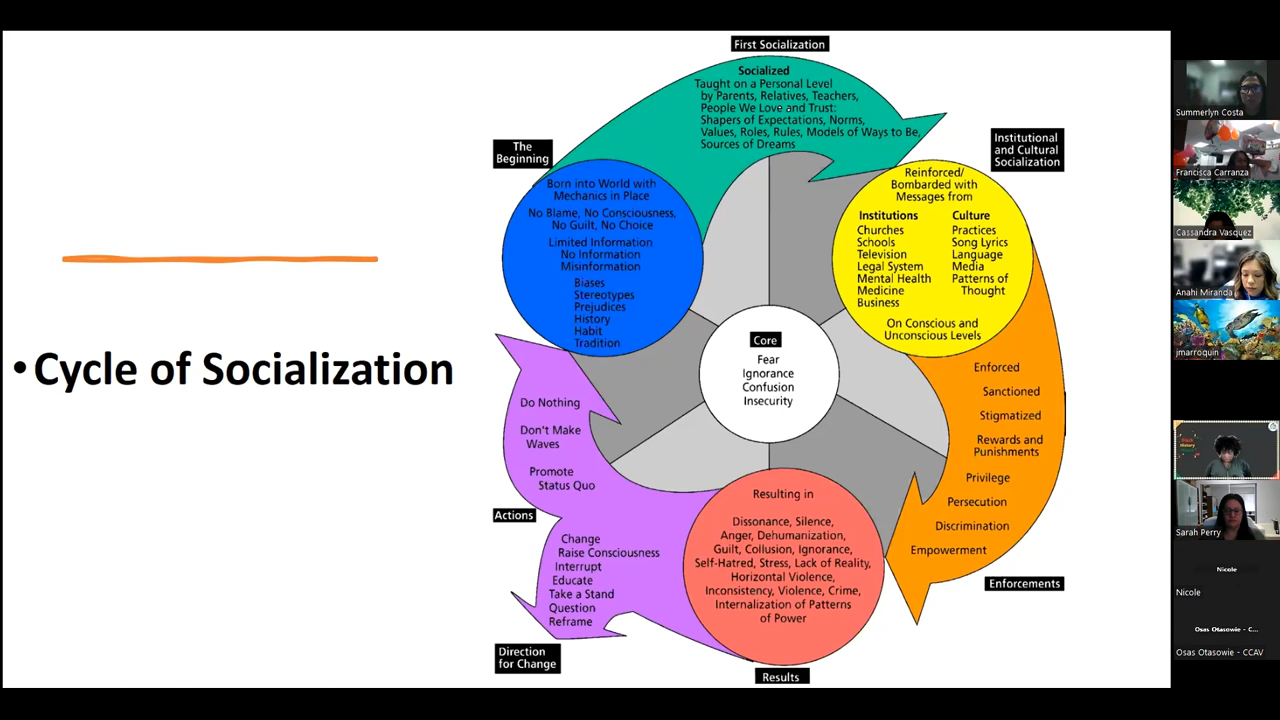 • Cycle of Socialization
First Socialization
Socialized
Taught on a Personal Level
by Parents, Relatives, Teachers,
People We Love and Trust:
Shapers of Expectations, Norms,
Values, Roles, Rules, Models of Ways to Be,
Sources of Dreams
The
Beginning
Born into World with
Mechanics in Place
No Blame, No Consciousness,
No Guilt, No Choice
Limited Information
No Information
Misinformation
Biases
Stereotypes
Prejudices
History
Habit
Tradition
Institutional
and Cultural
Socialization
Reinforced/
Bombarded with
Messages from
Institutions
Churches
Schools
Television
Legal System
Mental Health
Medicine
Business
Culture
Practices
Song Lyrics
Language
Media
Patterns of
Thought
On Conscious and
Unconscious Levels
Core
Fear
Ignorance
Confusion
Insecurity
Enforced
Sanctioned
Stigmatized
Rewards and
Punishments
Privilege
Persecution
Discrimination
Empowerment
Enforcements
Resulting in
Dissonance, Silence,
Anger, Dehumanization,
Guilt, Collusion, Ignorance,
Self-Hatred, Stress, Lack of Reality,
Horizontal Violence,
Inconsistency, Violence, Crime,
Internalization of Patterns
of Power
Results
Do Nothing
Don't Make
Waves
Promote
Status Quo
Actions
Change
Raise Consciousness
Interrupt
Educate
Take a Stand
Question
Reframe
Direction
for Change
Summerlyn Costa
Francisca Carranza
Cassandra Vasquez
Anahi Miranda
jmarroquin
Sarah Perry
Nicole
Nicole
Osas Otasowie - C...
Osas Otasowie - CCAV